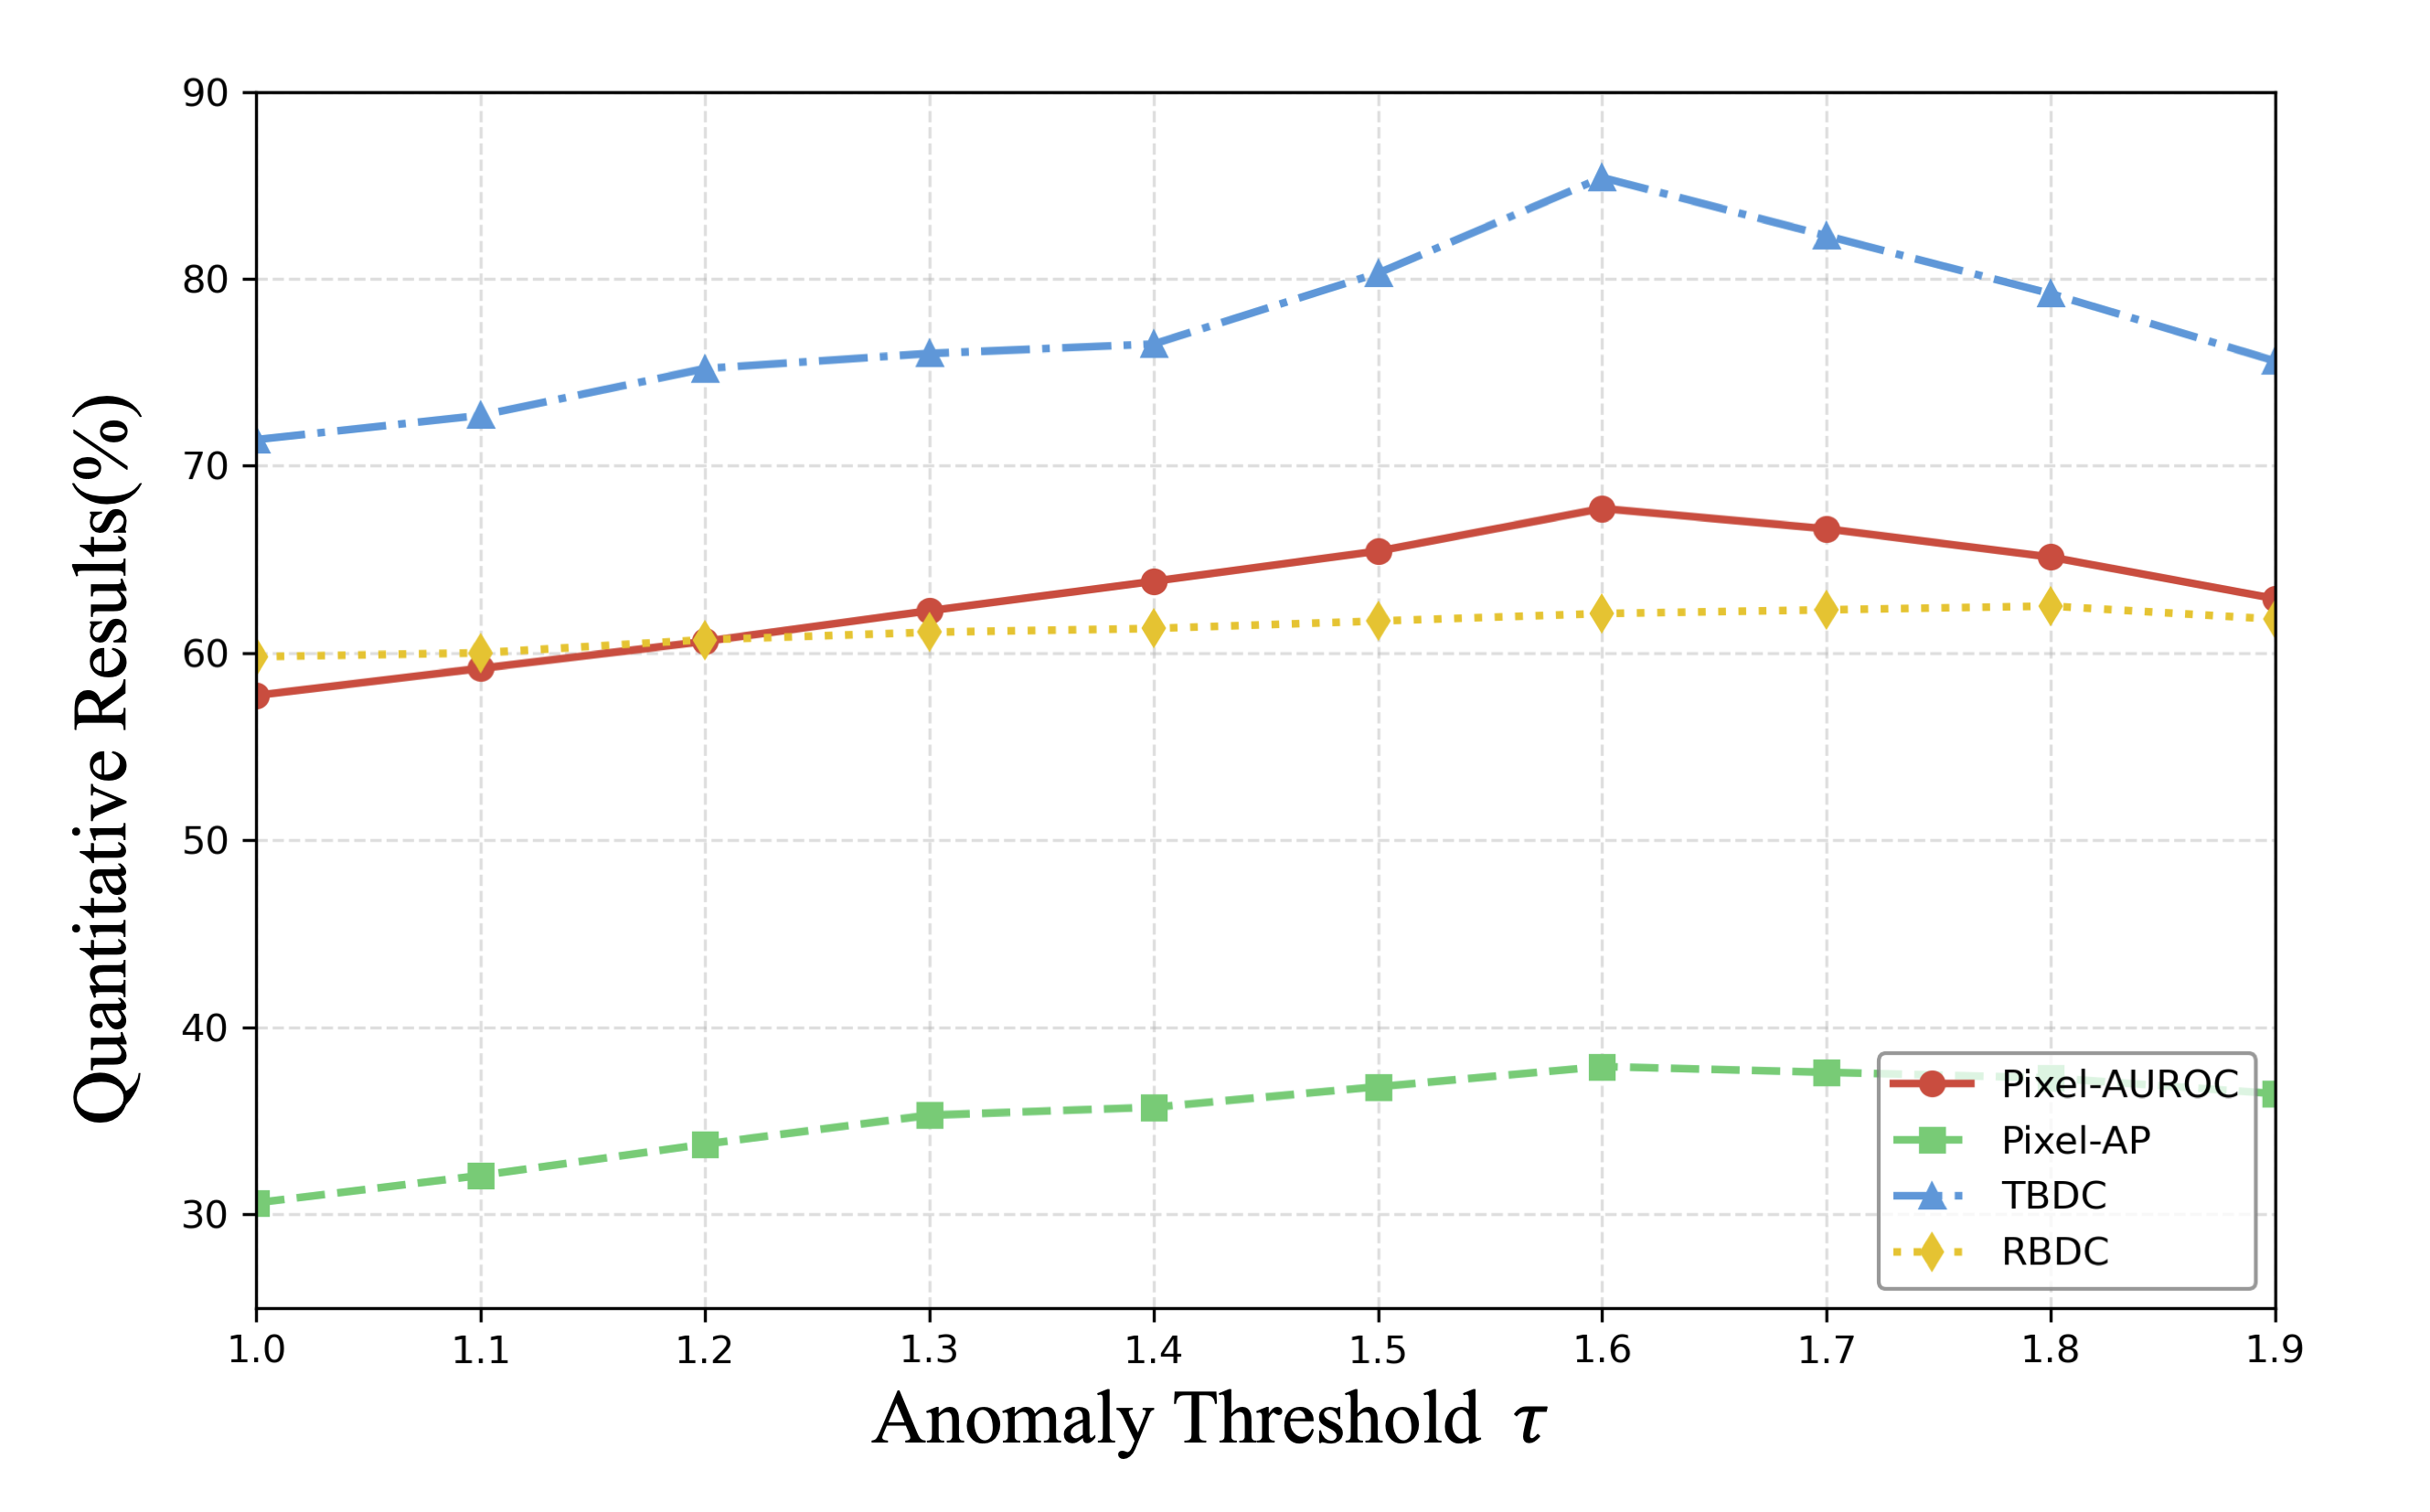 90
80
70
60
50
40
30
Quantitative Results(%)
1.0 1.1 1.2 1.3 1.4 1.5 1.6 1.7 1.8 1.9
Anomaly Threshold τ
Pixel-AUROC
Pixel-AP
TBDC
RBDC